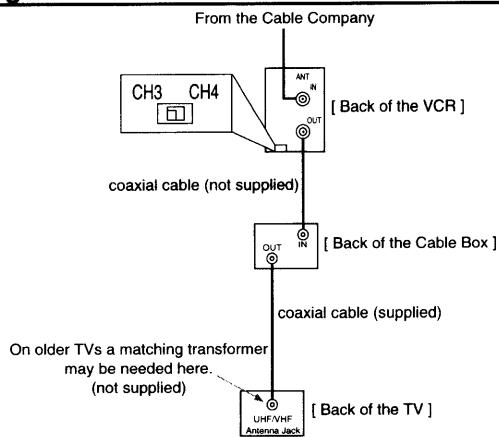 From the Cable Company
ANT
IN
CH3 CH4
[ Back of the VCR ]
OUT
coaxial cable (not supplied)
OUT
IN
[ Back of the Cable Box ]
coaxial cable (supplied)
On older TVs a matching transformer
may be needed here.
(not supplied)
UHF/VHF
Antenna Jack
[ Back of the TV ]